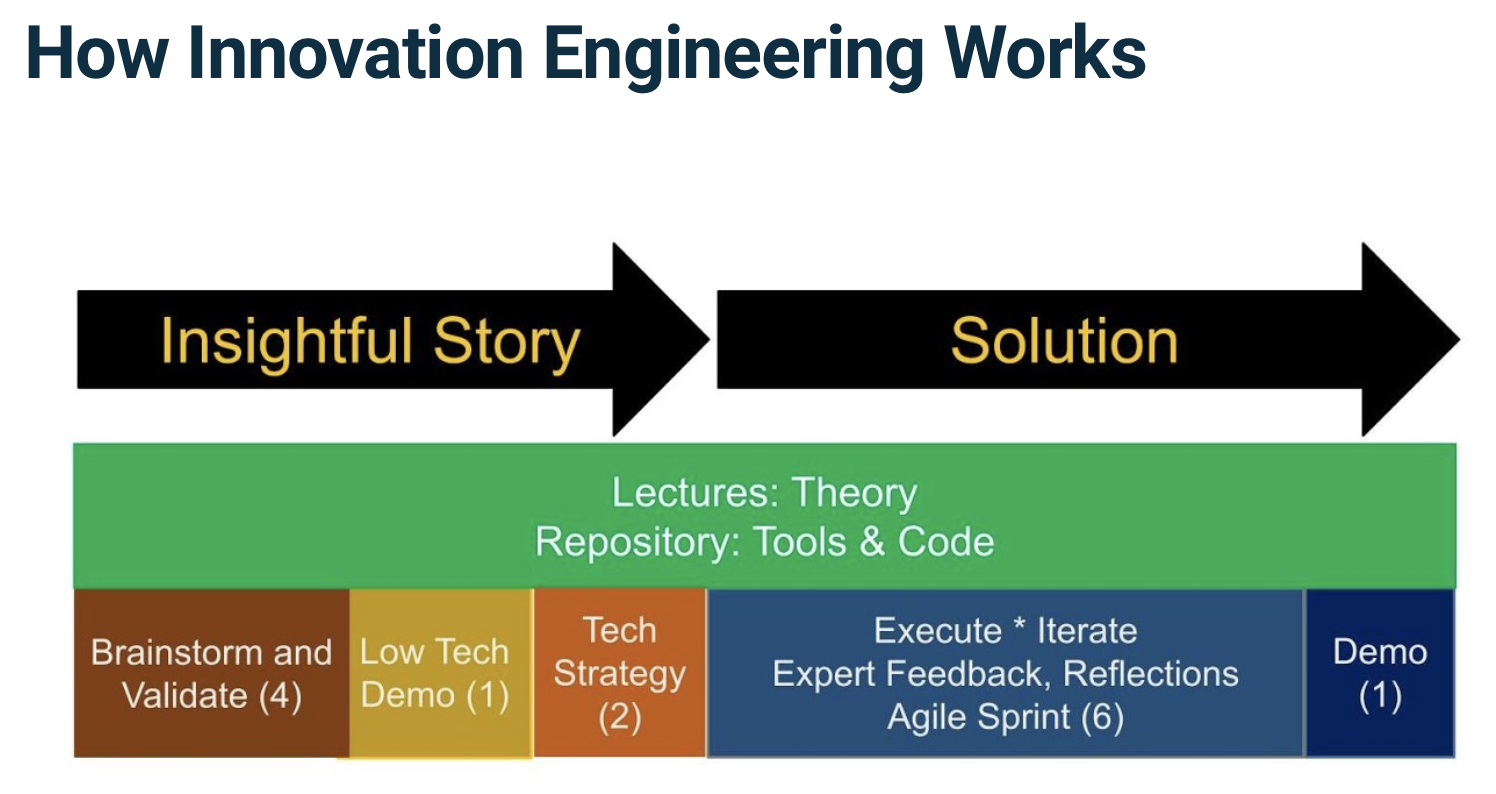 How Innovation Engineering Works
Insightful Story
Solution
Lectures: Theory
Repository: Tools & Code
Brainstorm and
Validate (4)
Low Tech
Demo (1)
Tech
Strategy
(2)
Execute * Iterate
Expert Feedback, Reflections
Agile Sprint (6)
Demo
(1)